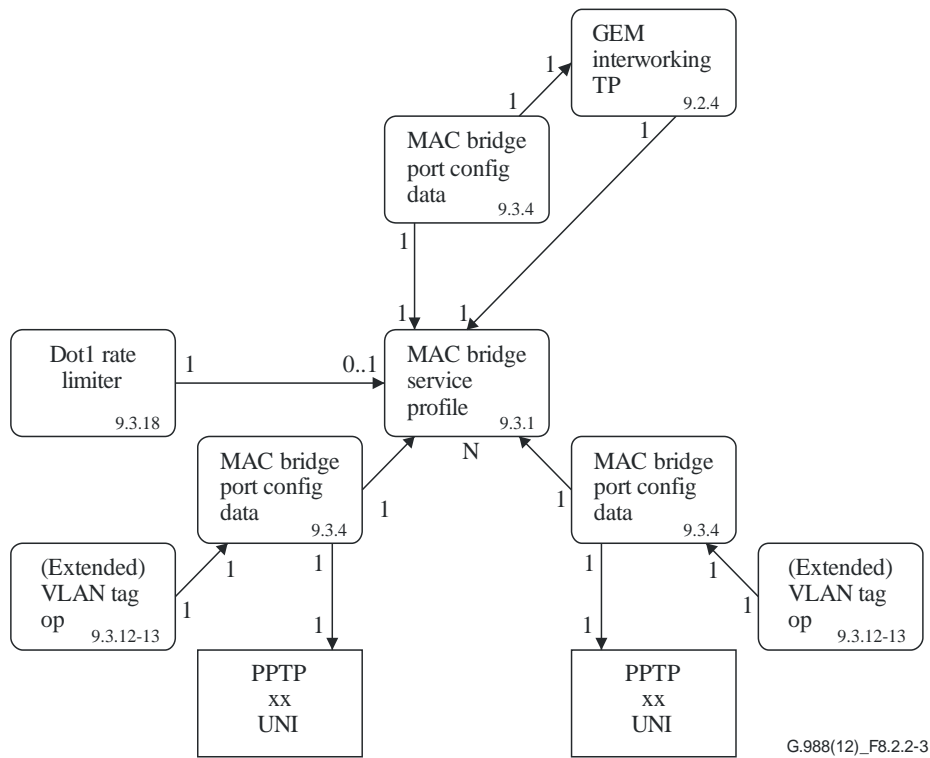 GEM
interworking
TP
9.2.4
1
1
1
MAC bridge
port config
data
9.3.4
1
1
1
Dot1 rate
limiter
9.3.18
1
0..1
MAC bridge
service
profile
9.3.1
N
MAC bridge
port config
data
9.3.4
1
MAC bridge
port config
data
9.3.4
1
(Extended)
VLAN tag
op
9.3.12-13
1
1
1
1
PPTP
xx
UNI
(Extended)
VLAN tag
op
9.3.12-13
1
1
1
1
PPTP
xx
UNI
G.988(12)_F8.2.2-3